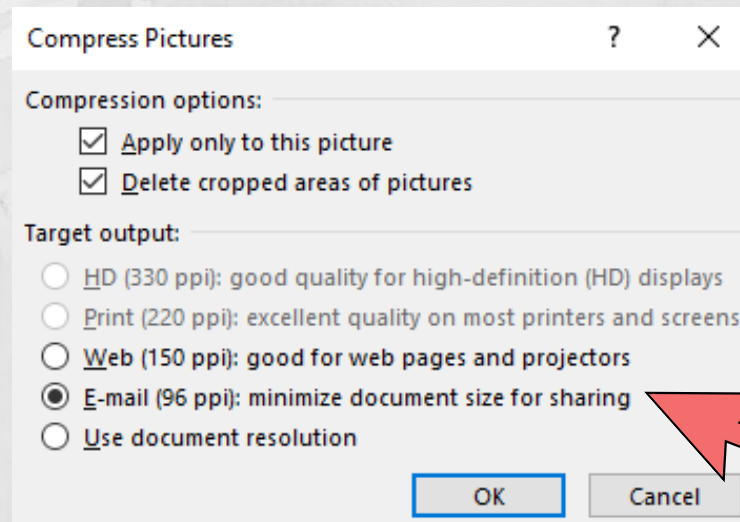 Compress Pictures ? ×
Compression options:
Apply only to this picture
Delete cropped areas of pictures
Target output:
HD (330 ppi): good quality for high-definition (HD) displays
Print (220 ppi): excellent quality on most printers and screens
Web (150 ppi): good for web pages and projectors
E-mail (96 ppi): minimize document size for sharing
Use document resolution
OK Cancel